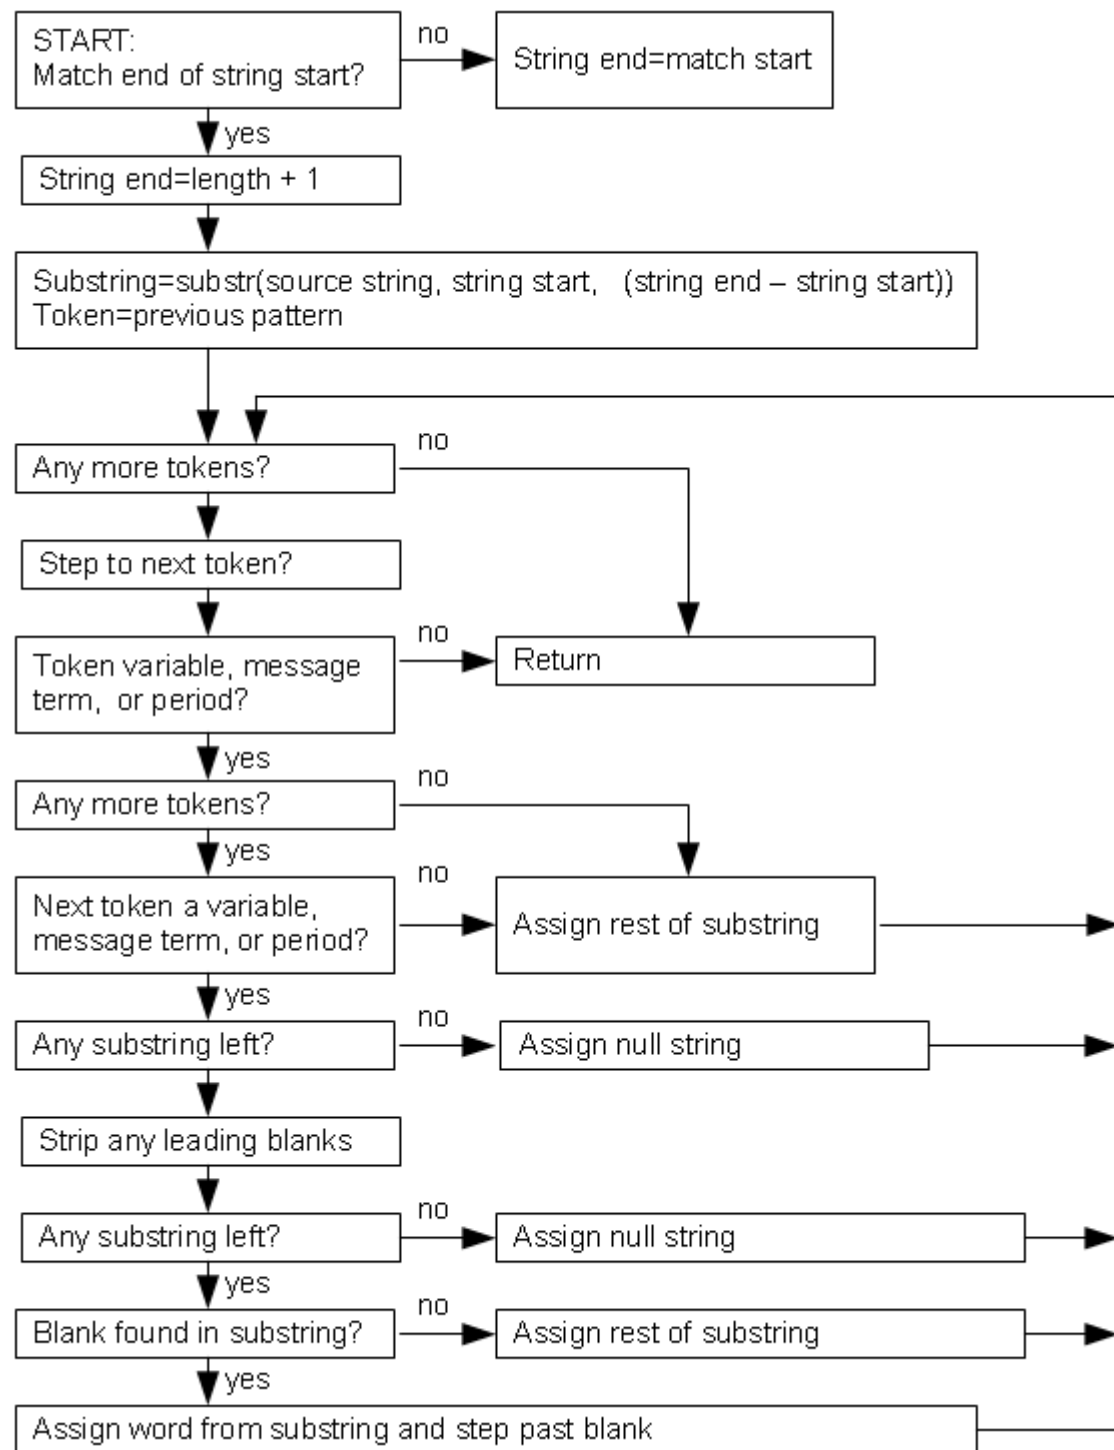 START:
Match end of string start?
no
String end=match start
yes
String end=length + 1
Substring=substr(source string, string start, (string end – string start))
Token=previous pattern
Any more tokens?
no
Step to next token?
Token variable, message
term, or period?
no
Return
yes
Any more tokens?
no
yes
Next token a variable,
message term, or period?
no
Assign rest of substring
yes
Any substring left?
no
Assign null string
Strip any leading blanks
Any substring left?
no
Assign null string
yes
Blank found in substring?
no
Assign rest of substring
yes
Assign word from substring and step past blank